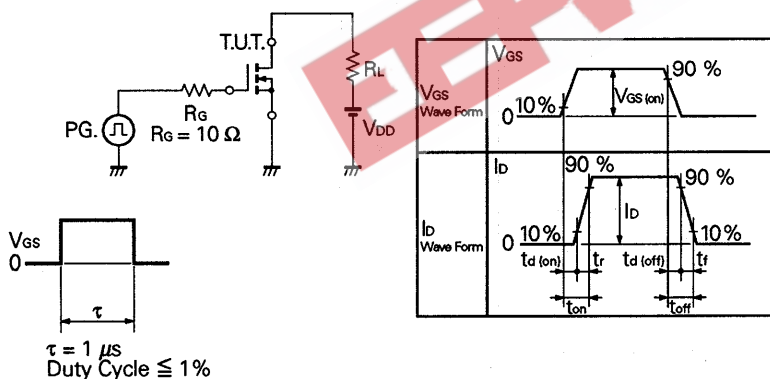 T.U.T.
RL
RG
RG = 10 Ω
PG.
VDD
VGS
0
τ
τ = 1 μs
Duty Cycle ≦ 1%
VGS
Wave Form
VGS
10 %
0
90 %
VGS (on)
ID
Wave Form
ID
90 %
90 %
0
10 %
ID
10 %
td (on)
tr
td (off)
tf
ton
toff